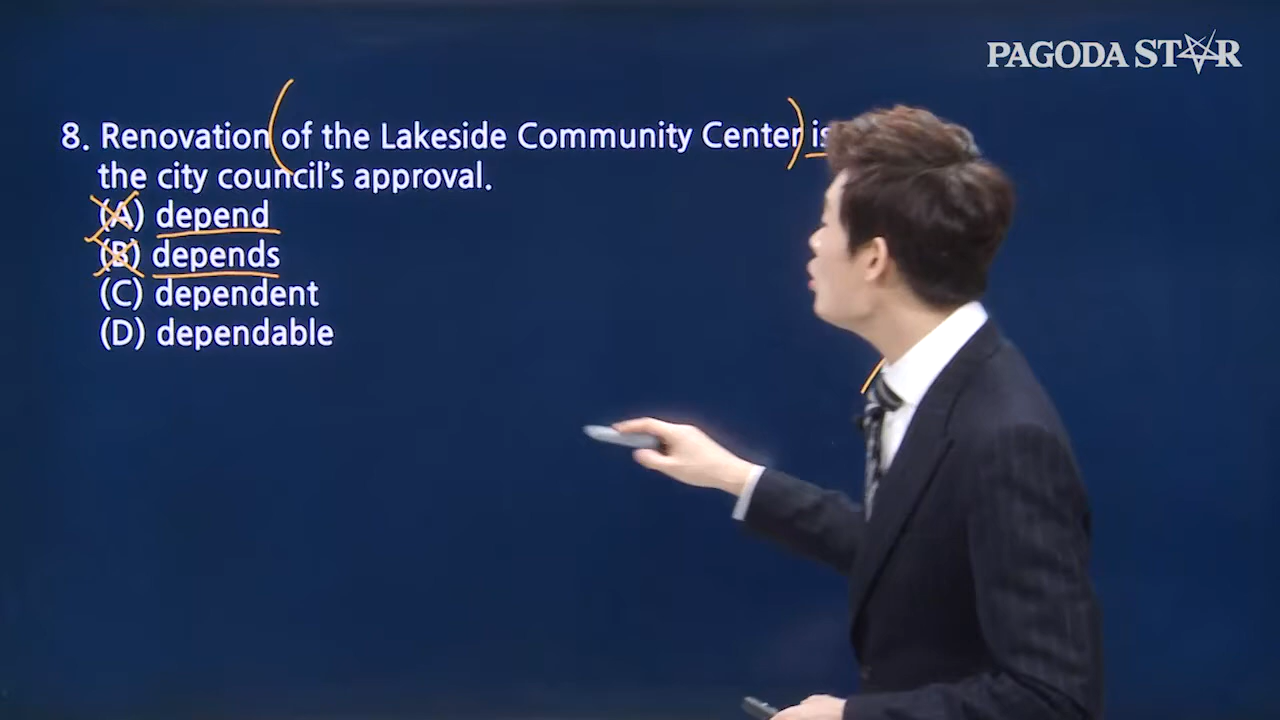 PAGODA STAR
8. Renovation of the Lakeside Community Center is
the city council's approval.
(A) depend
(B) depends
(C) dependent
(D) dependable